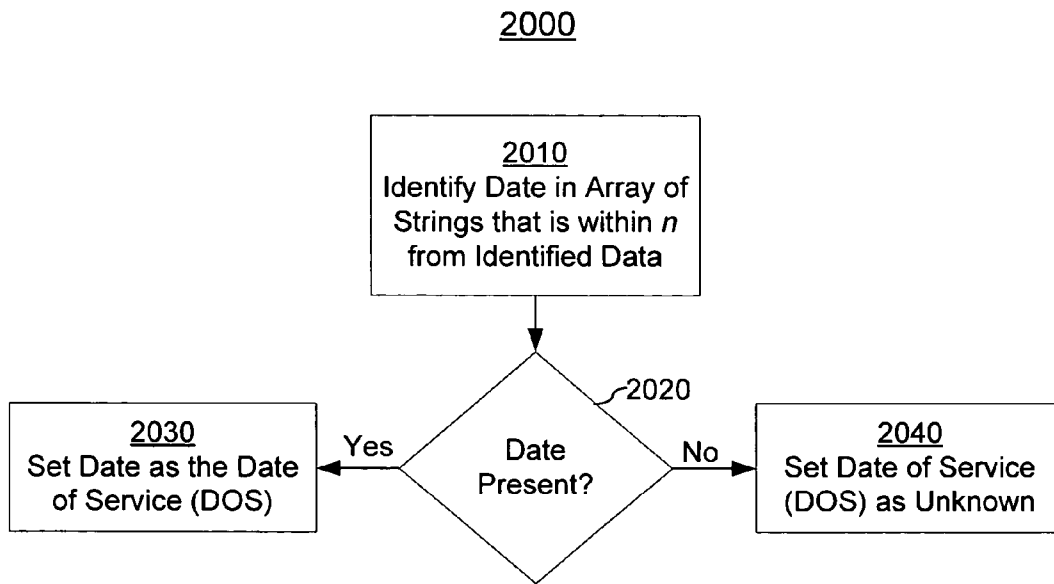 2000
2010
Identify Date in Array of
Strings that is within n
from Identified Data
2020
Date
Present?
Yes
No
2030
Set Date as the Date
of Service (DOS)
2040
Set Date of Service
(DOS) as Unknown